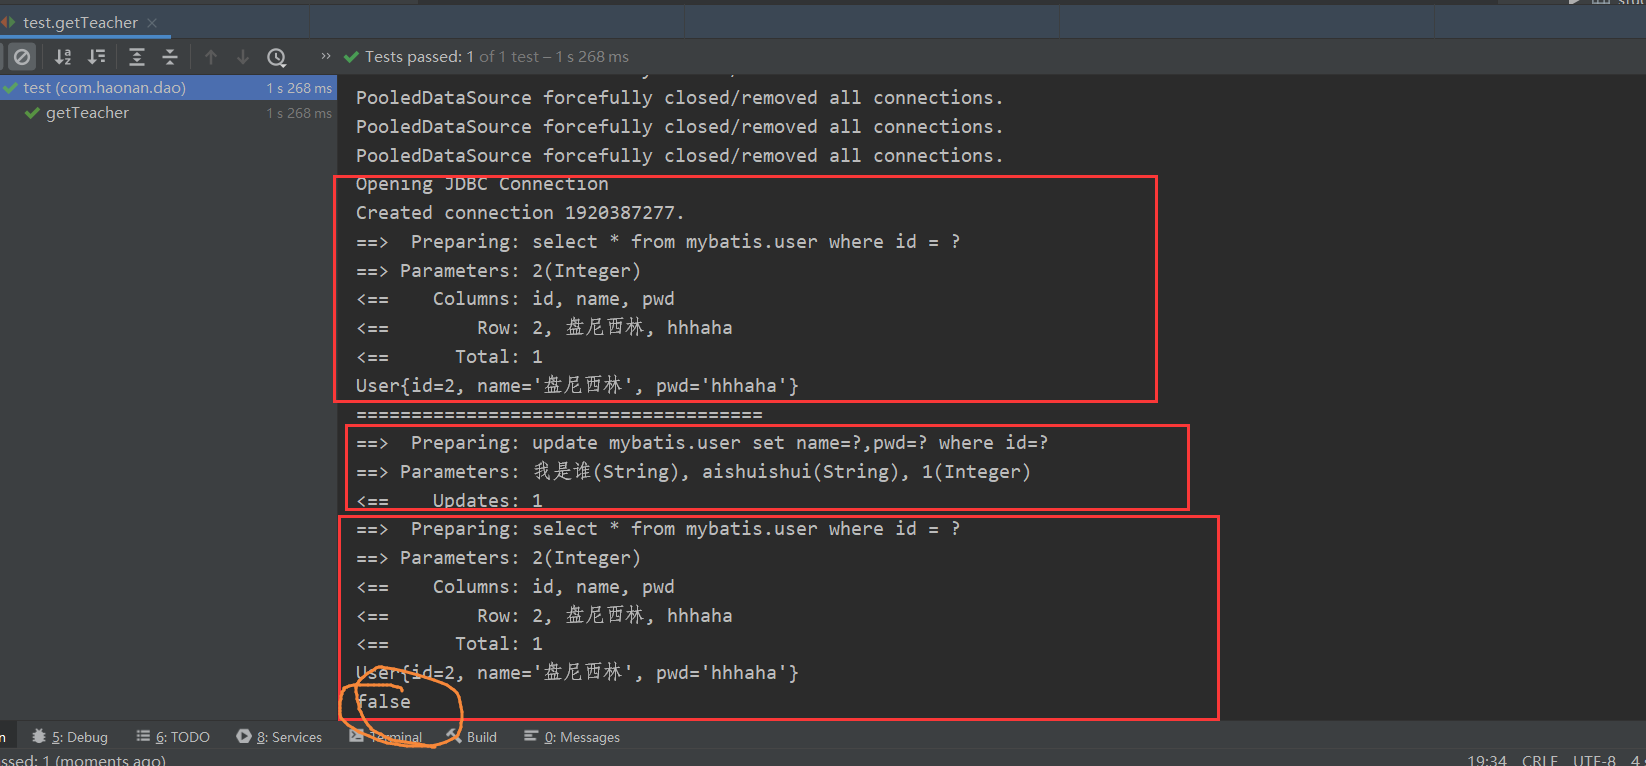 test.getTeacher
Tests passed: 1 of 1 test – 1 s 268 ms
test (com.haonan.dao) 1 s 268 ms
getTeacher 1 s 268 ms
PooledDataSource forcefully closed/removed all connections.
PooledDataSource forcefully closed/removed all connections.
PooledDataSource forcefully closed/removed all connections.
Opening JDBC Connection
Created connection 1920387277.
==>  Preparing: select * from mybatis.user where id = ?
==> Parameters: 2(Integer)
<==    Columns: id, name, pwd
<==        Row: 2, 盘尼西林, hhhaha
<==      Total: 1
User{id=2, name='盘尼西林', pwd='hhhaha'}
=====================================
==>  Preparing: update mybatis.user set name=?,pwd=? where id=?
==> Parameters: 我是谁(String), aishuishui(String), 1(Integer)
<==    Updates: 1
==>  Preparing: select * from mybatis.user where id = ?
==> Parameters: 2(Integer)
<==    Columns: id, name, pwd
<==        Row: 2, 盘尼西林, hhhaha
<==      Total: 1
User{id=2, name='盘尼西林', pwd='hhhaha'}
false
5: Debug 6: TODO 8: Services Terminal Build 0: Messages
ssed: 1 (moments ago) 19:34 CRLF UTF-8 4